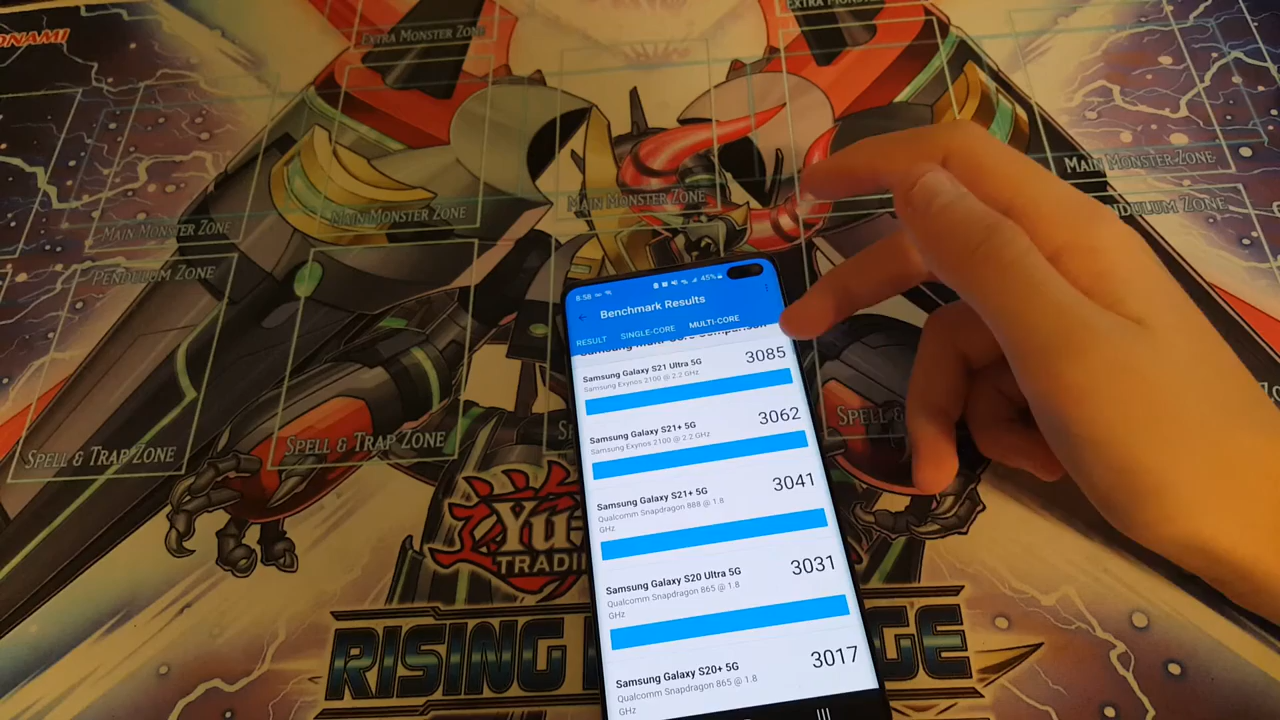 KONAMI
EXTRA MONSTER ZONE
EXTRA MONSTER ZONE
MAIN MONSTER ZONE
MAIN MONSTER ZONE
MAIN MONSTER ZONE
MAIN MONSTER ZONE
PENDULUM ZONE
PENDULUM ZONE
SPELL & TRAP ZONE
SPELL & TRAP ZONE
SPELL &
YU-
TRADING
RISING
GE
8:58
45%
Benchmark Results
RESULT
SINGLE-CORE
MULTI-CORE
Samsung Galaxy S21 Ultra 5G
3085
Samsung Exynos 2100 @ 2.2 GHz
Samsung Galaxy S21+ 5G
3062
Samsung Exynos 2100 @ 2.2 GHz
Samsung Galaxy S21+ 5G
3041
Qualcomm Snapdragon 888 @ 1.8
GHz
Samsung Galaxy S20 Ultra 5G
3031
Qualcomm Snapdragon 865 @ 1.8
GHz
Samsung Galaxy S20+ 5G
3017
Qualcomm Snapdragon 865 @ 1.8
GHz